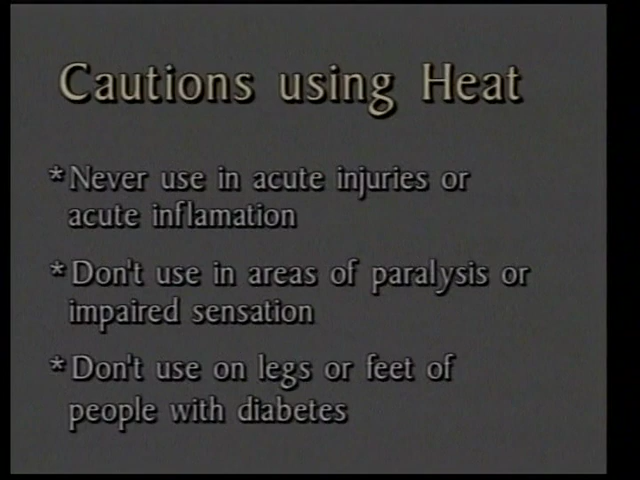 Cautions using Heat
*Never use in acute injuries or
acute inflamation
*Don't use in areas of paralysis or
impaired sensation
*Don't use on legs or feet of
people with diabetes